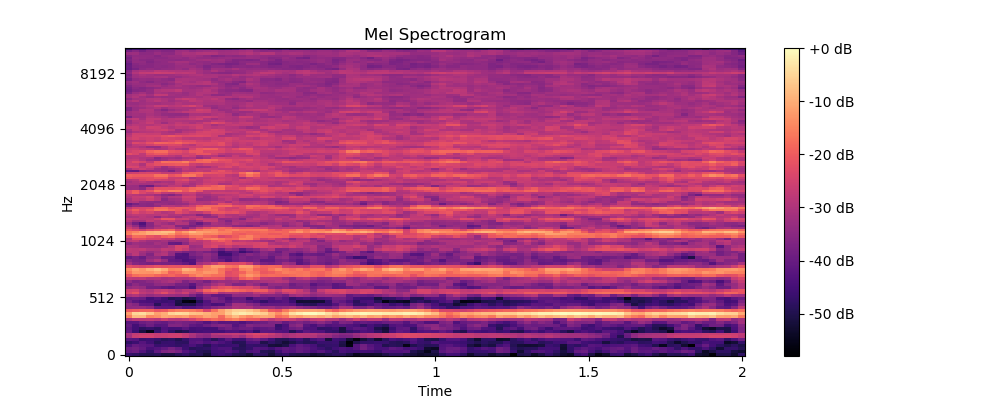 Mel Spectrogram
8192
4096
2048
1024
512
0
Hz
0 0.5 1 1.5 2
Time
+0 dB
-10 dB
-20 dB
-30 dB
-40 dB
-50 dB